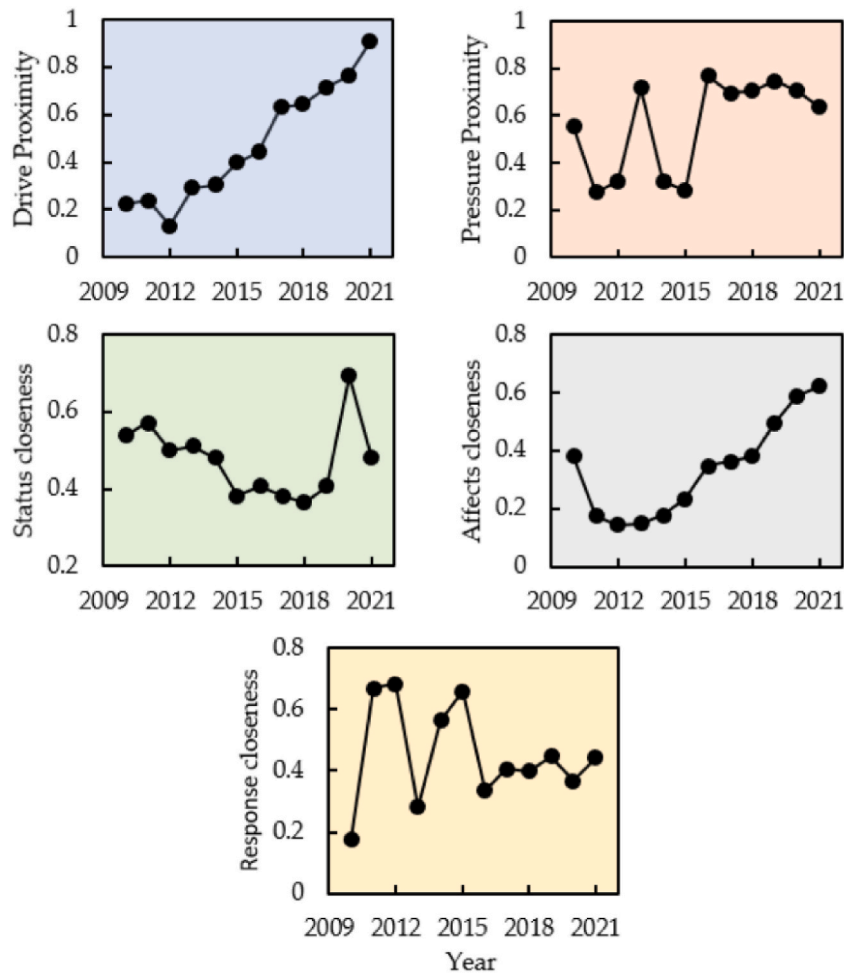 Drive Proximity
1
0.8
0.6
0.4
0.2
0
2009 2012 2015 2018 2021
Pressure Proximity
1
0.8
0.6
0.4
0.2
0
2009 2012 2015 2018 2021
Status closeness
0.8
0.6
0.4
0.2
2009 2012 2015 2018 2021
Affects closeness
0.8
0.6
0.4
0.2
0
2009 2012 2015 2018 2021
Response closeness
0.8
0.6
0.4
0.2
0
2009 2012 2015 2018 2021
Year